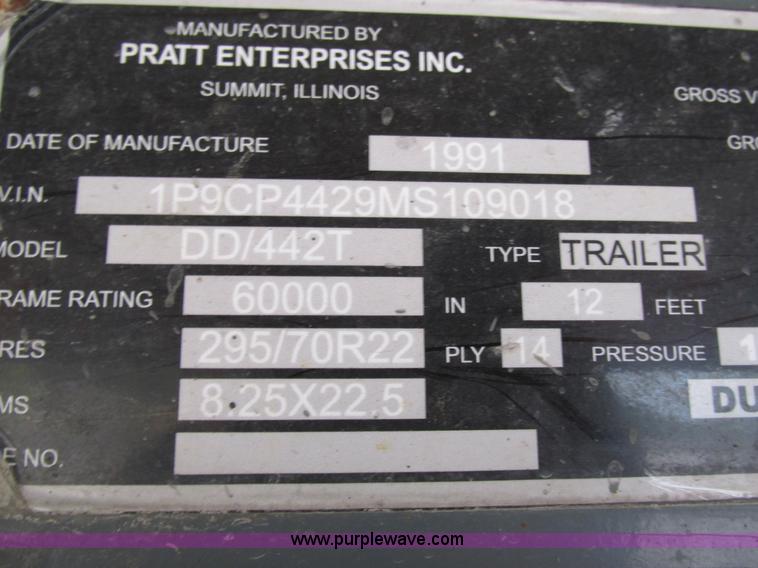 MANUFACTURED BY
PRATT ENTERPRISES INC.
SUMMIT, ILLINOIS
GROSS V
DATE OF MANUFACTURE 1991 GRO
V.I.N. 1P9CP4429MS109018
MODEL DD/442T TYPE TRAILER
RAME RATING 60000 IN 12 FEET
RES 295/70R22 PLY 14 PRESSURE 1
MS 8.25X22.5 DU
E NO.
www.purplewave.com